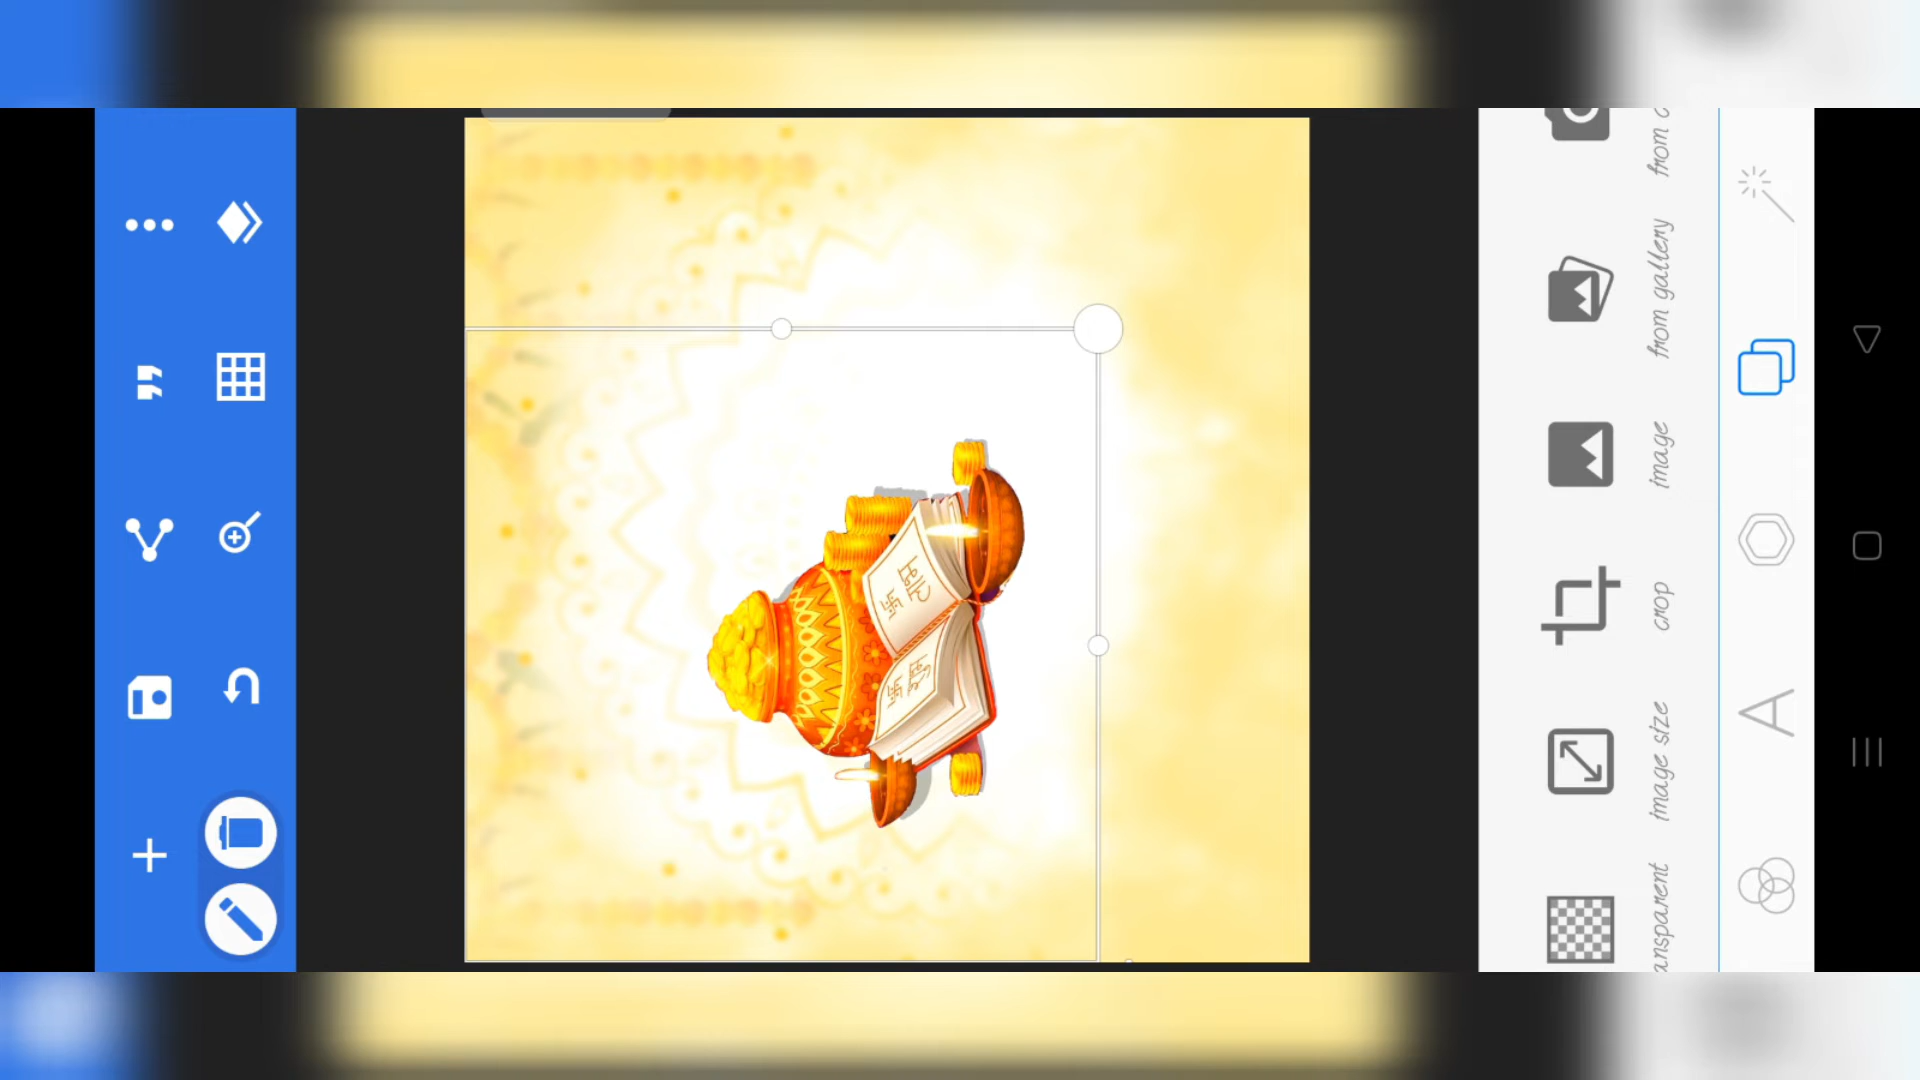 शुभ लाभ
ansparent
image size
crop
image
from gallery
from c